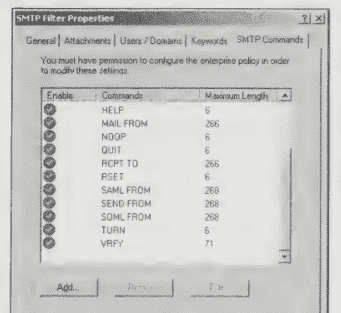 SMTP Filter Properties
General Attachments Users / Domains Keywords SMTP Commands
You must have permission to configure the enterprise policy in order
to modify these settings.
Enable Commands Maximum Length
HELP 6
MAIL FROM 266
NOOP 6
QUIT 6
RCPT TO 266
RSET 6
SAML FROM 268
SEND FROM 268
SOML FROM 268
TURN 6
VRFY 71
Add...